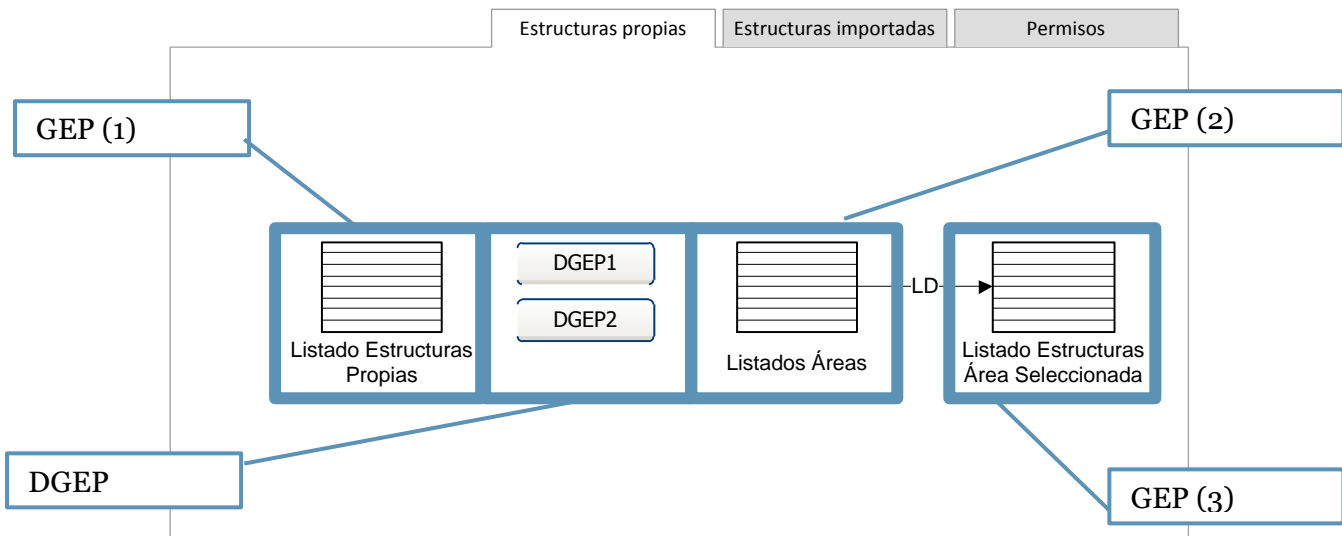 Estructuras propias
Estructuras importadas
Permisos
GEP (1)
GEP (2)
DGEP1
DGEP2
LD
Listado Estructuras
Propias
Listados Áreas
Listado Estructuras
Área Seleccionada
DGEP
GEP (3)